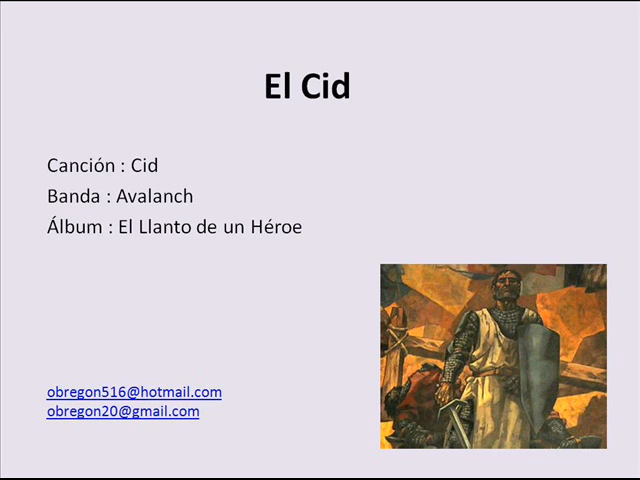 El Cid
Canción : Cid
Banda : Avalanch
Álbum : El Llanto de un Héroe
obregon516@hotmail.com
obregon20@gmail.com